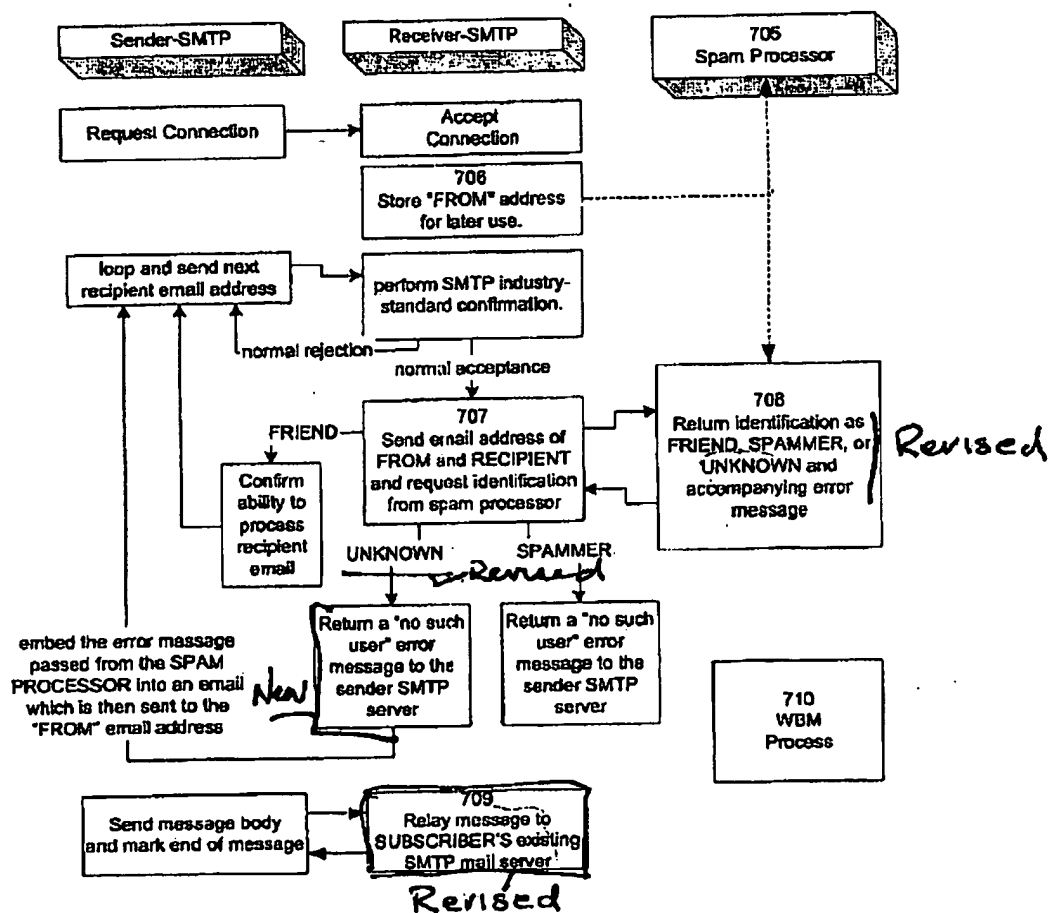 Sender-SMTP
Receiver-SMTP
705
Spam Processor
Request Connection
Accept
Connection
706
Store "FROM" address
for later use.
loop and send next
recipient email address
perform SMTP industry-
standard confirmation.
normal rejection
normal acceptance
FRIEND
707
Send email address of
FROM and RECIPIENT
and request identification
from spam processor
708
Return identification as
FRIEND, SPAMMER, or
UNKNOWN and
accompanying error
message
Revised
Confirm
ability to
process
recipient
email
UNKNOWN
SPAMMER
Revised
embed the error message
passed from the SPAM
PROCESSOR into an email
which is then sent to the
"FROM" email address
New
Return a "no such
user" error
message to the
sender SMTP
server
Return a "no such
user" error
message to the
sender SMTP
server
710
WBM
Process
Send message body
and mark end of message
709
Relay message to
SUBSCRIBER'S existing
SMTP mail server
Revised